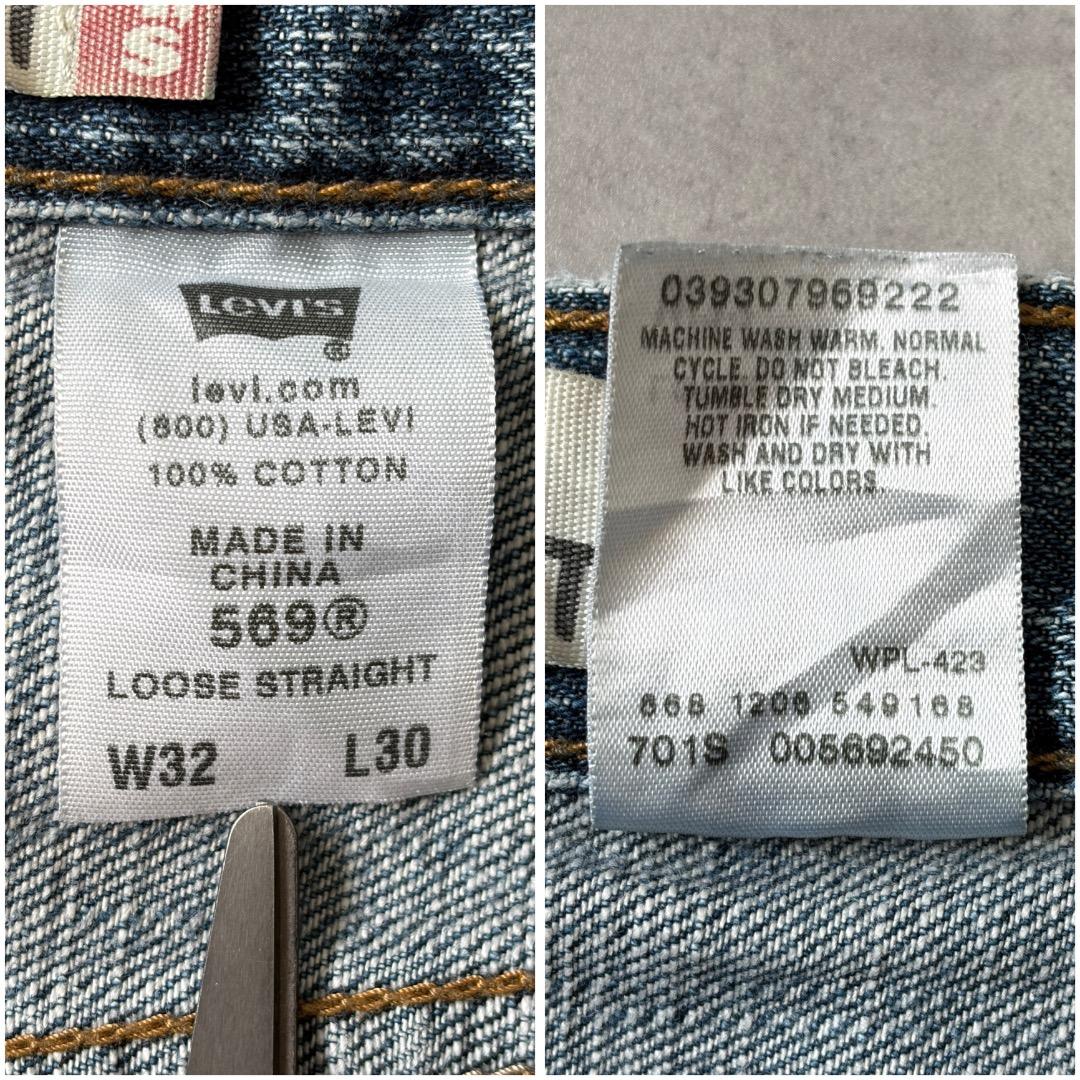 S
LEVI'S
®
levi.com
(800) USA-LEVI
100% COTTON
MADE IN
CHINA
569®
LOOSE STRAIGHT
W32 L30
039307969222
MACHINE WASH WARM. NORMAL
CYCLE. DO NOT BLEACH.
TUMBLE DRY MEDIUM.
HOT IRON IF NEEDED
WASH AND DRY WITH
LIKE COLORS
T
WPL-423
668 1206 549168
701S 005692450